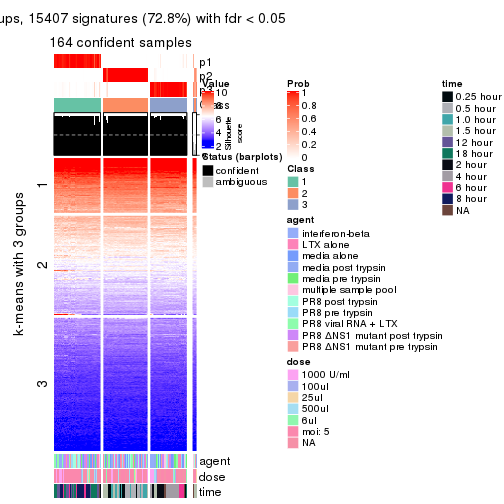 ups, 15407 signatures (72.8%) with fdr < 0.05
164 confident samples
p1
p2
Class
Silhouette
score
k-means with 3 groups
1
2
3
agent
dose
time
Value
10
8
6
4
2
0
Status (barplots)
confident
ambiguous
Prob
1
0.8
0.6
0.4
0.2
0
Class
1
2
3
agent
interferon-beta
LTX alone
media alone
media post trypsin
media pre trypsin
multiple sample pool
PR8 post trypsin
PR8 pre trypsin
PR8 viral RNA + LTX
PR8 ΔNS1 mutant post trypsin
PR8 ΔNS1 mutant pre trypsin
dose
1000 U/ml
100ul
25ul
500ul
6ul
moi: 5
NA
time
0.25 hour
0.5 hour
1.0 hour
1.5 hour
12 hour
18 hour
2 hour
4 hour
6 hour
8 hour
NA